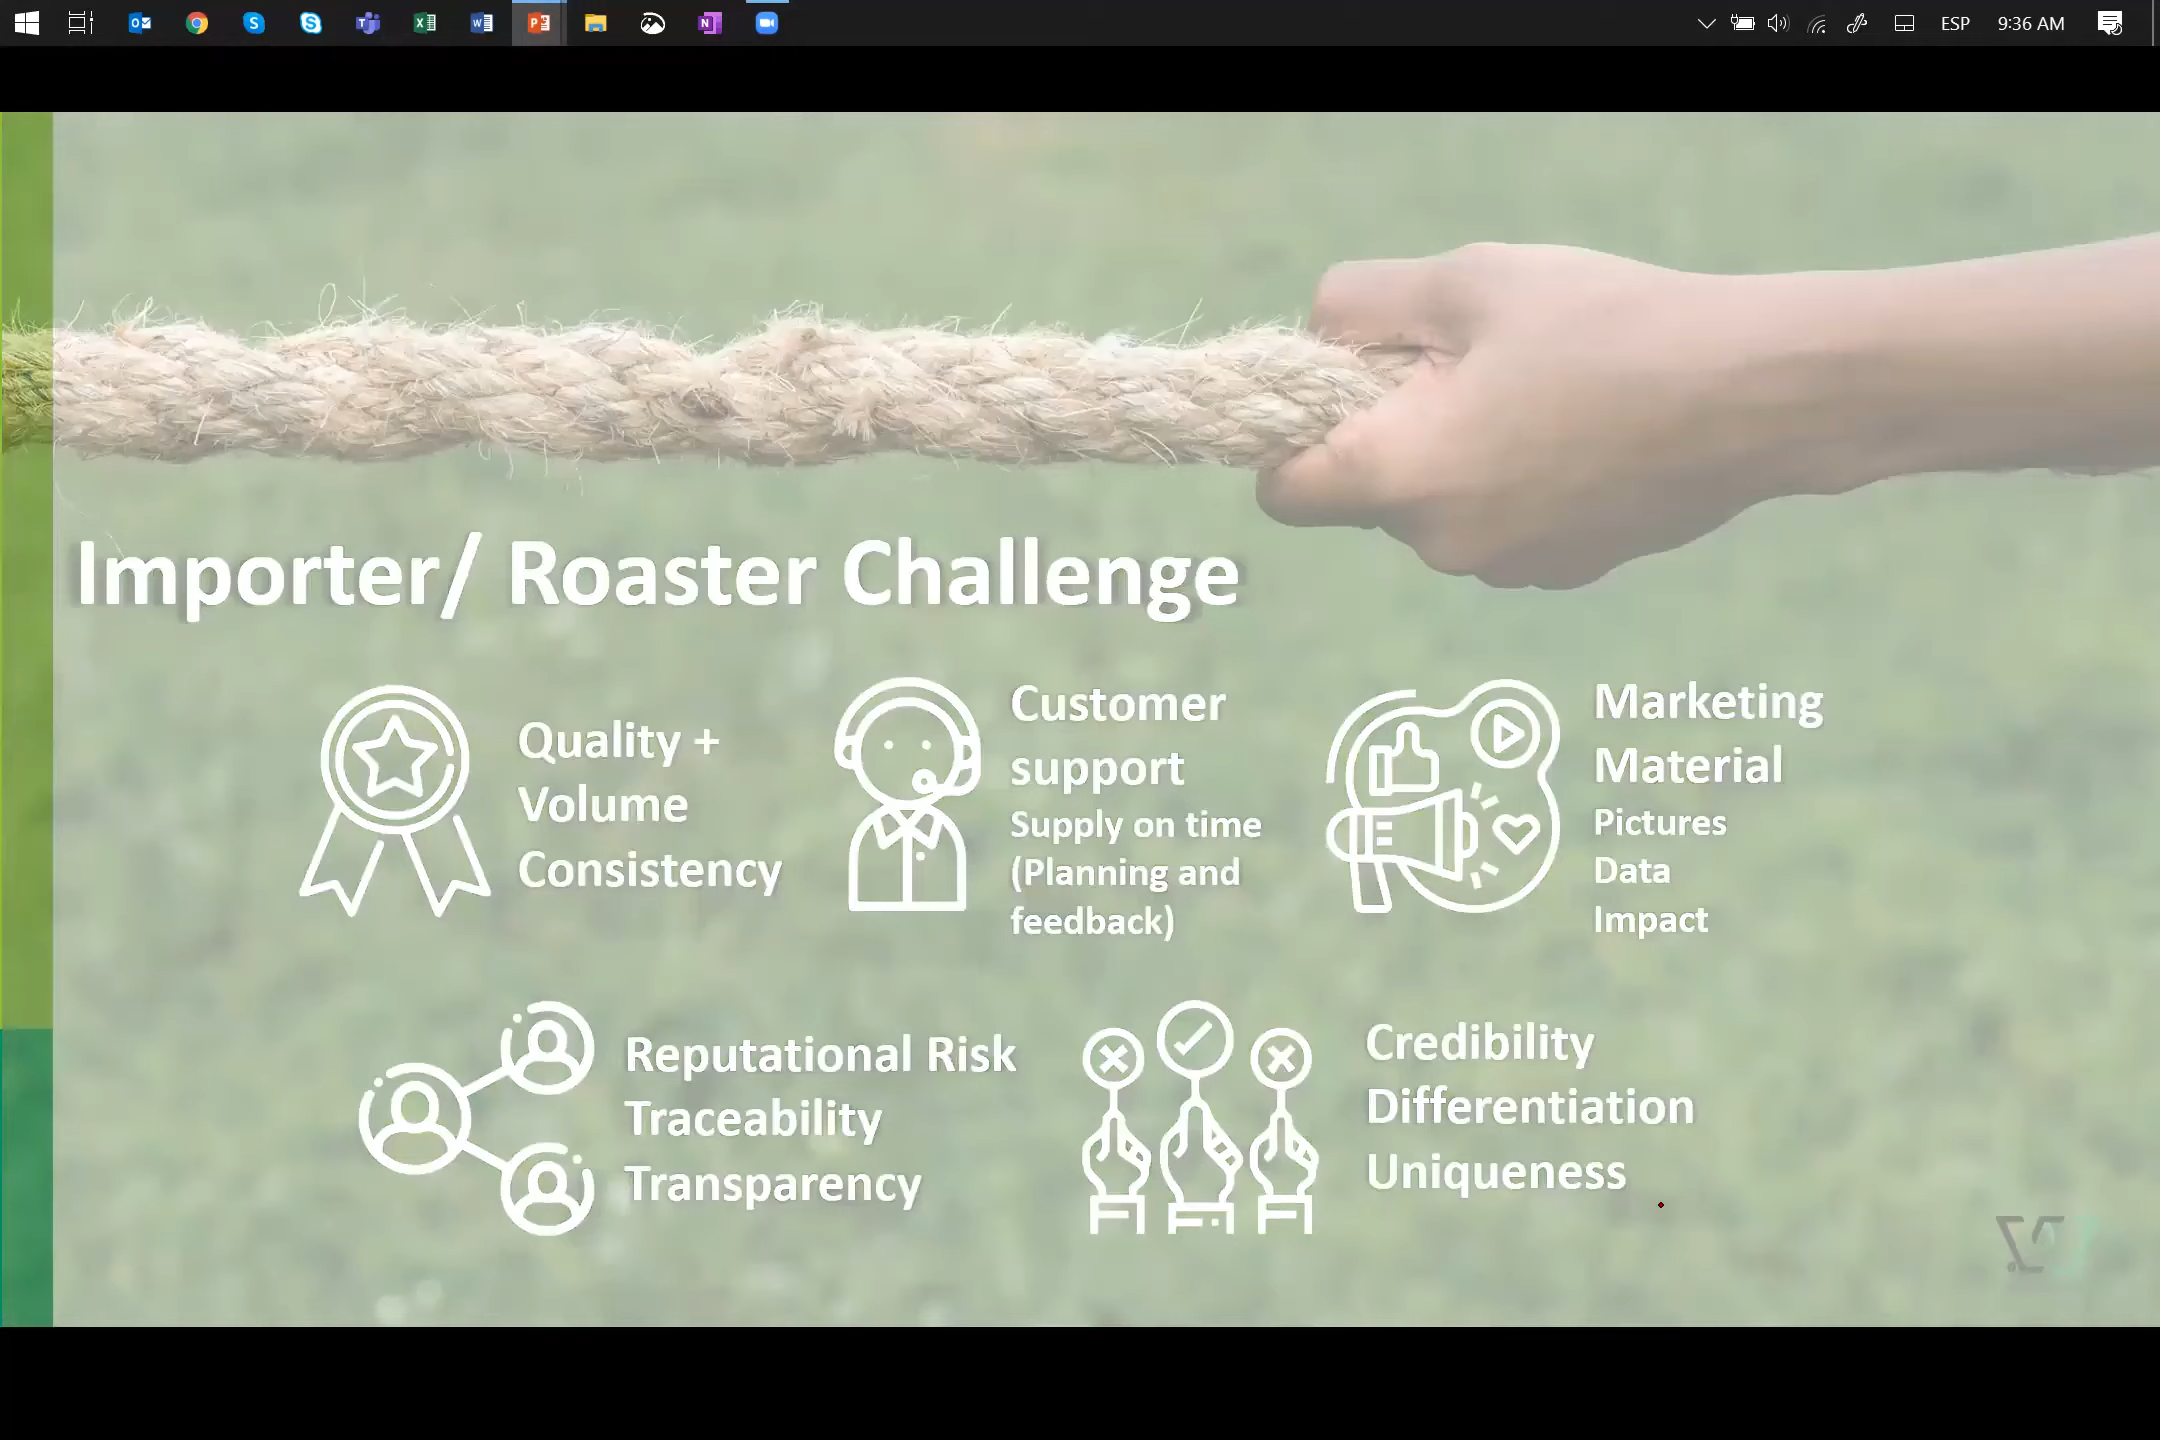 ESP
9:36 AM
Importer/ Roaster Challenge
Quality +
Volume
Consistency
Customer
support
Supply on time
(Planning and
feedback)
Marketing
Material
Pictures
Data
Impact
Reputational Risk
Traceability
Transparency
Credibility
Differentiation
Uniqueness